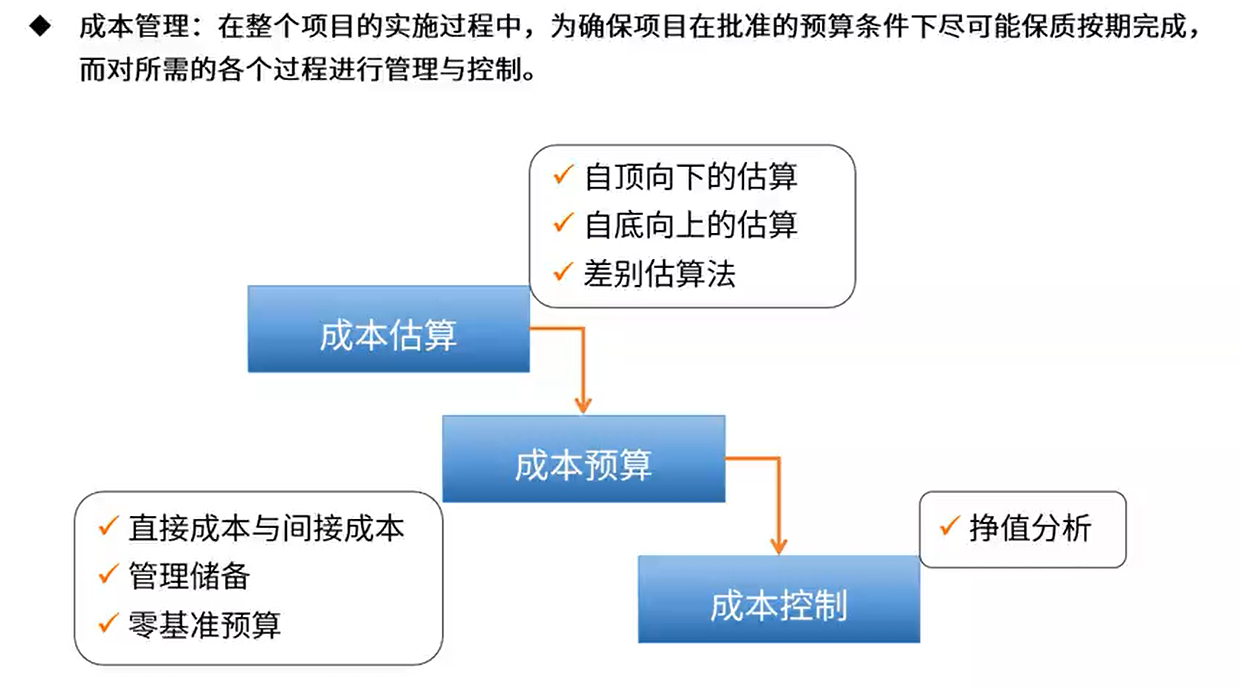 成本管理：在整个项目的实施过程中，为确保项目在批准的预算条件下尽可能保质按期完成，
而对所需的各个过程进行管理与控制。
自顶向下的估算
自底向上的估算
差别估算法
成本估算
成本预算
直接成本与间接成本
管理储备
零基准预算
挣值分析
成本控制